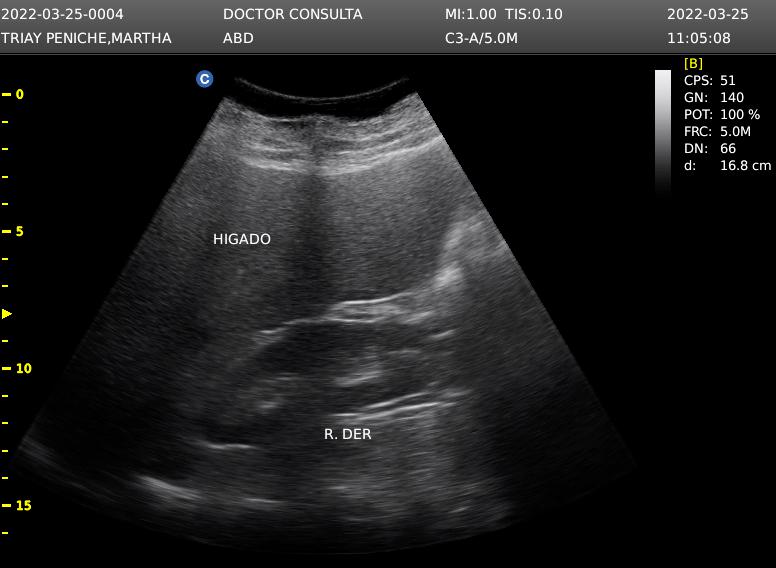 2022-03-25-0004 DOCTOR CONSULTA MI:1.00 TIS:0.10 2022-03-25
TRIAY PENICHE,MARTHA ABD C3-A/5.0M 11:05:08
C
[B]
CPS: 51
GN: 140
POT: 100 %
FRC: 5.0M
DN: 66
d: 16.8 cm
0
5
HIGADO
10
R. DER
15